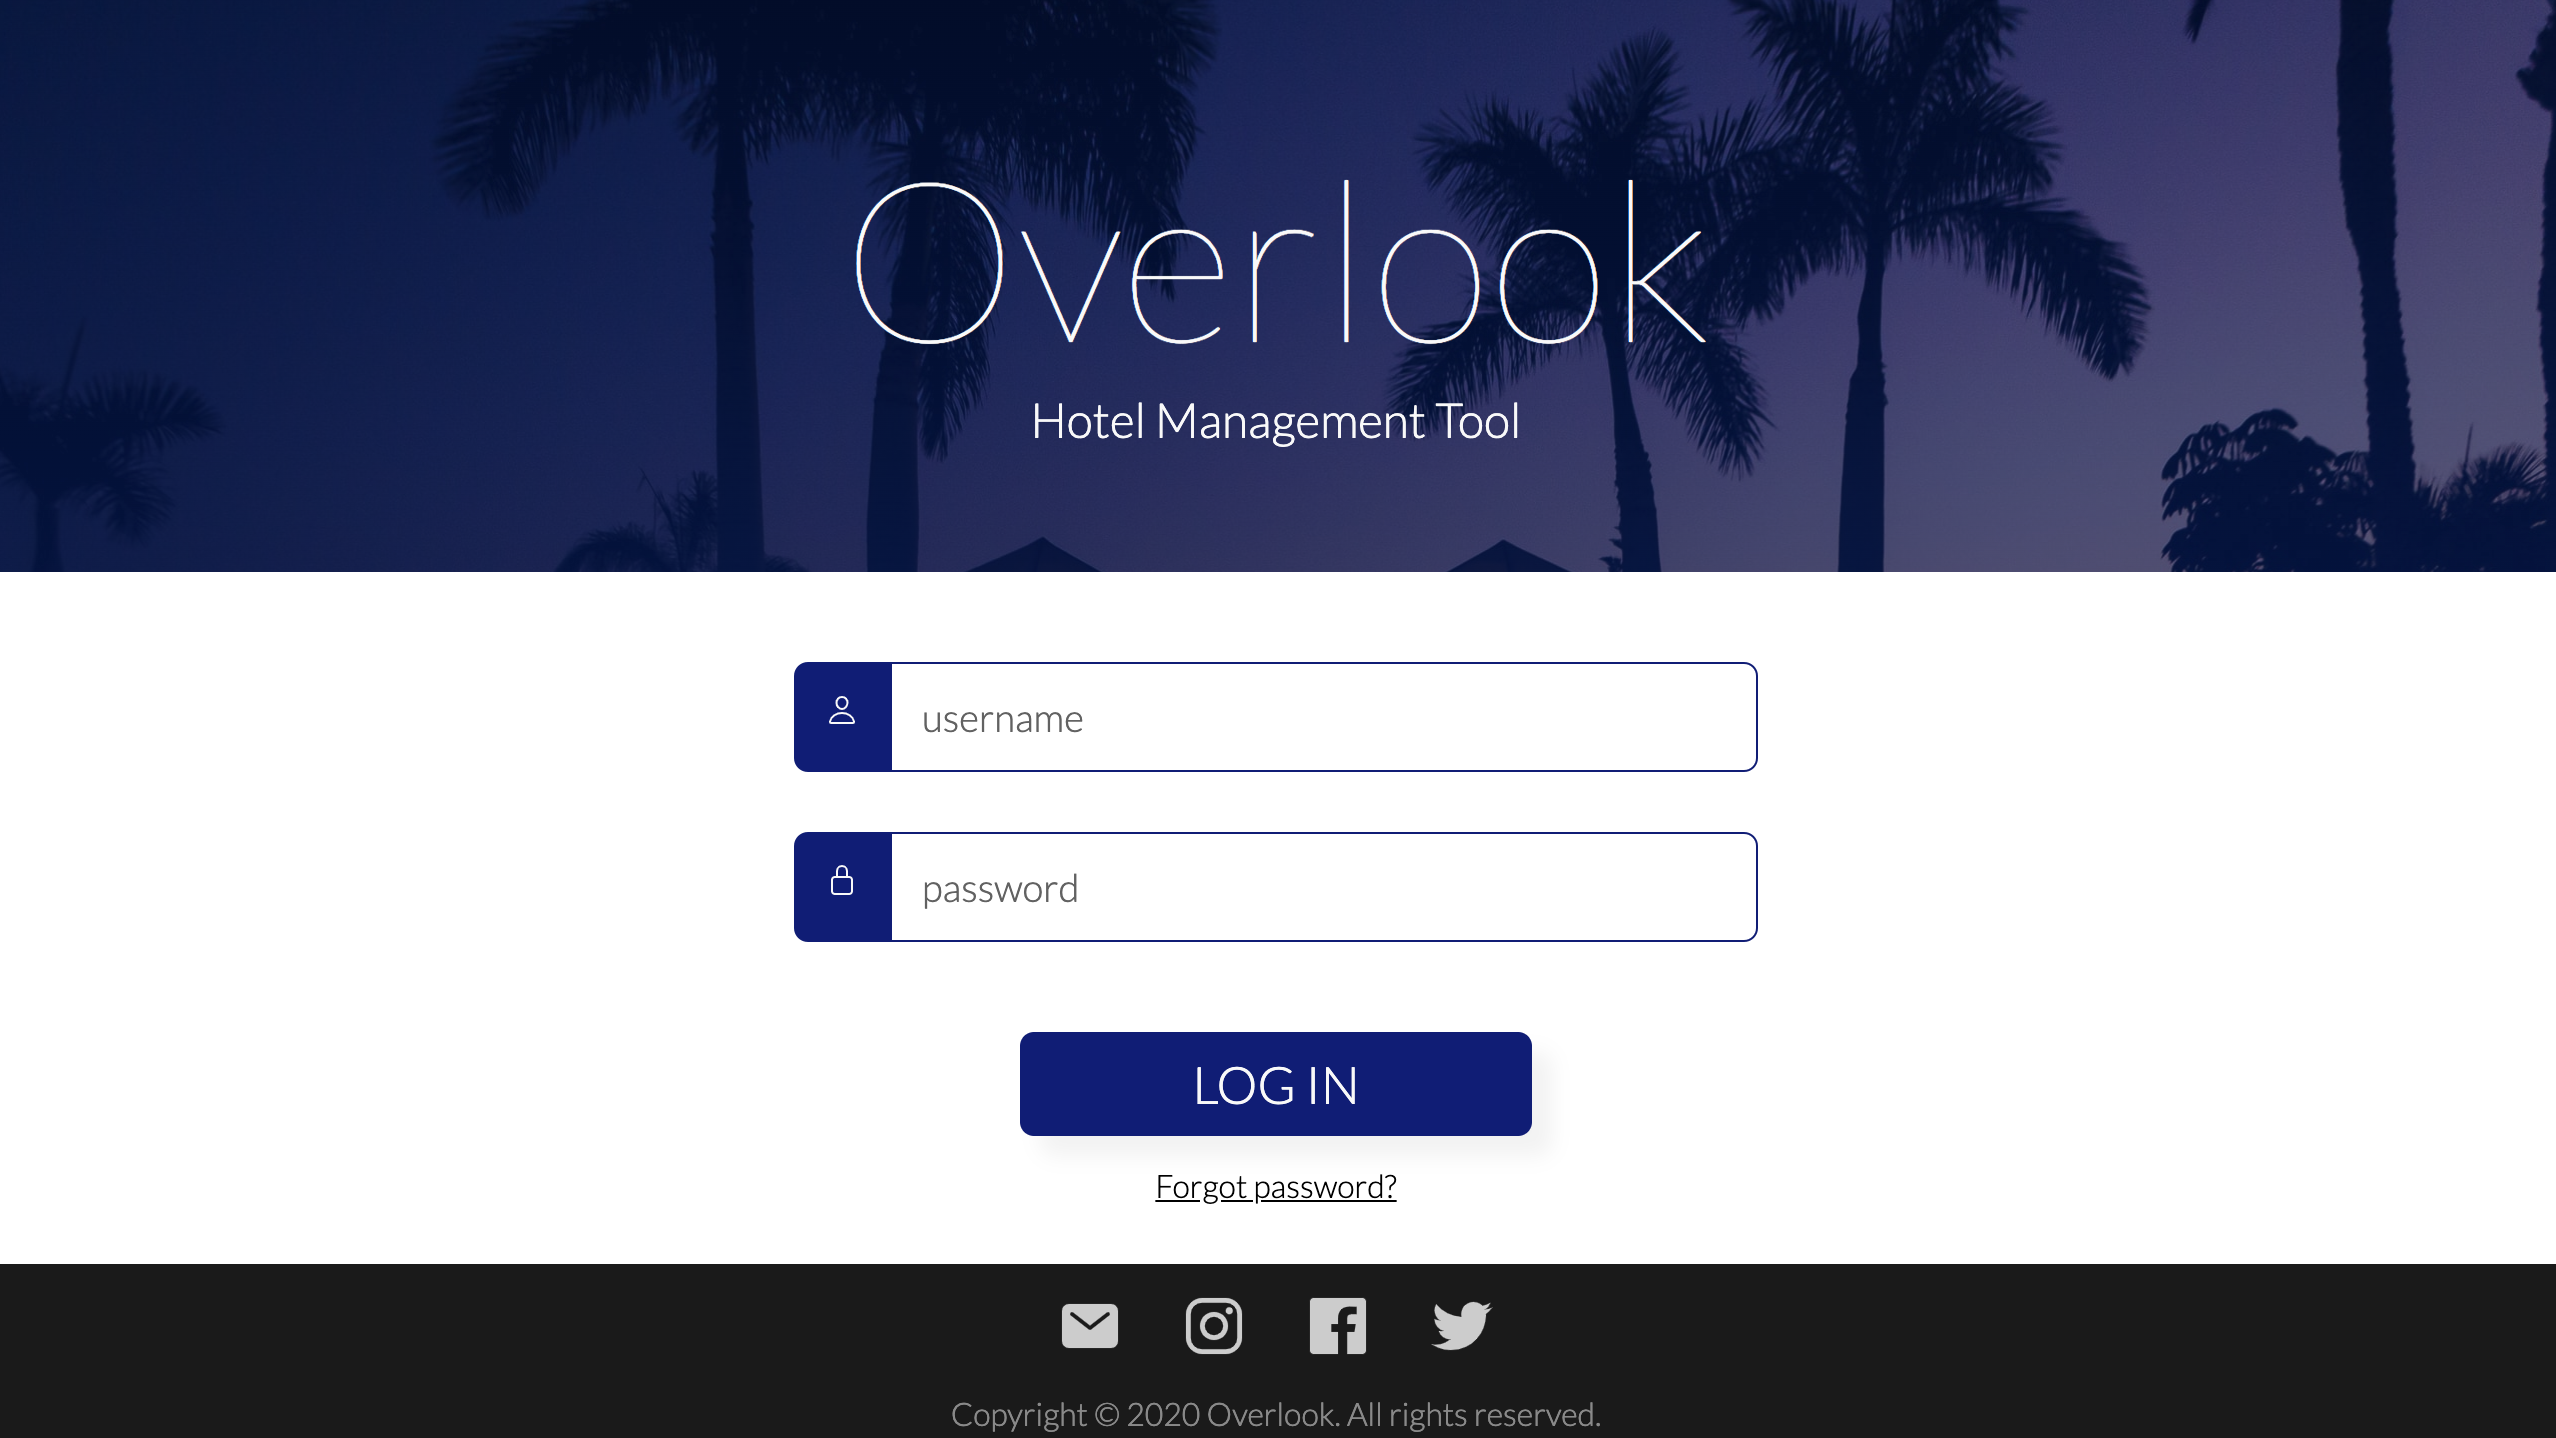 Overlook
Hotel Management Tool
username
password
LOG IN
Forgot password?
Copyright © 2020 Overlook. All rights reserved.